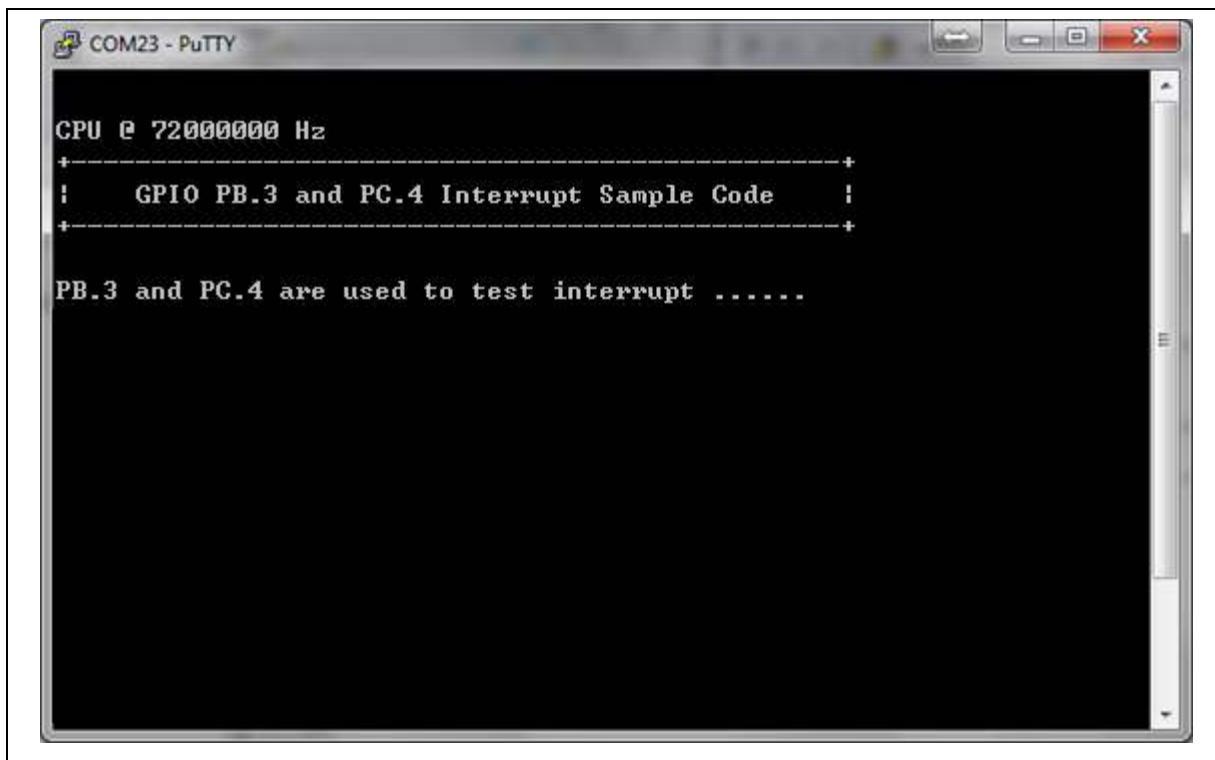 COM23 - PuTTY
CPU @ 72000000 Hz
+------------------------------------------------+
|    GPIO PB.3 and PC.4 Interrupt Sample Code    |
+------------------------------------------------+
PB.3 and PC.4 are used to test interrupt ......